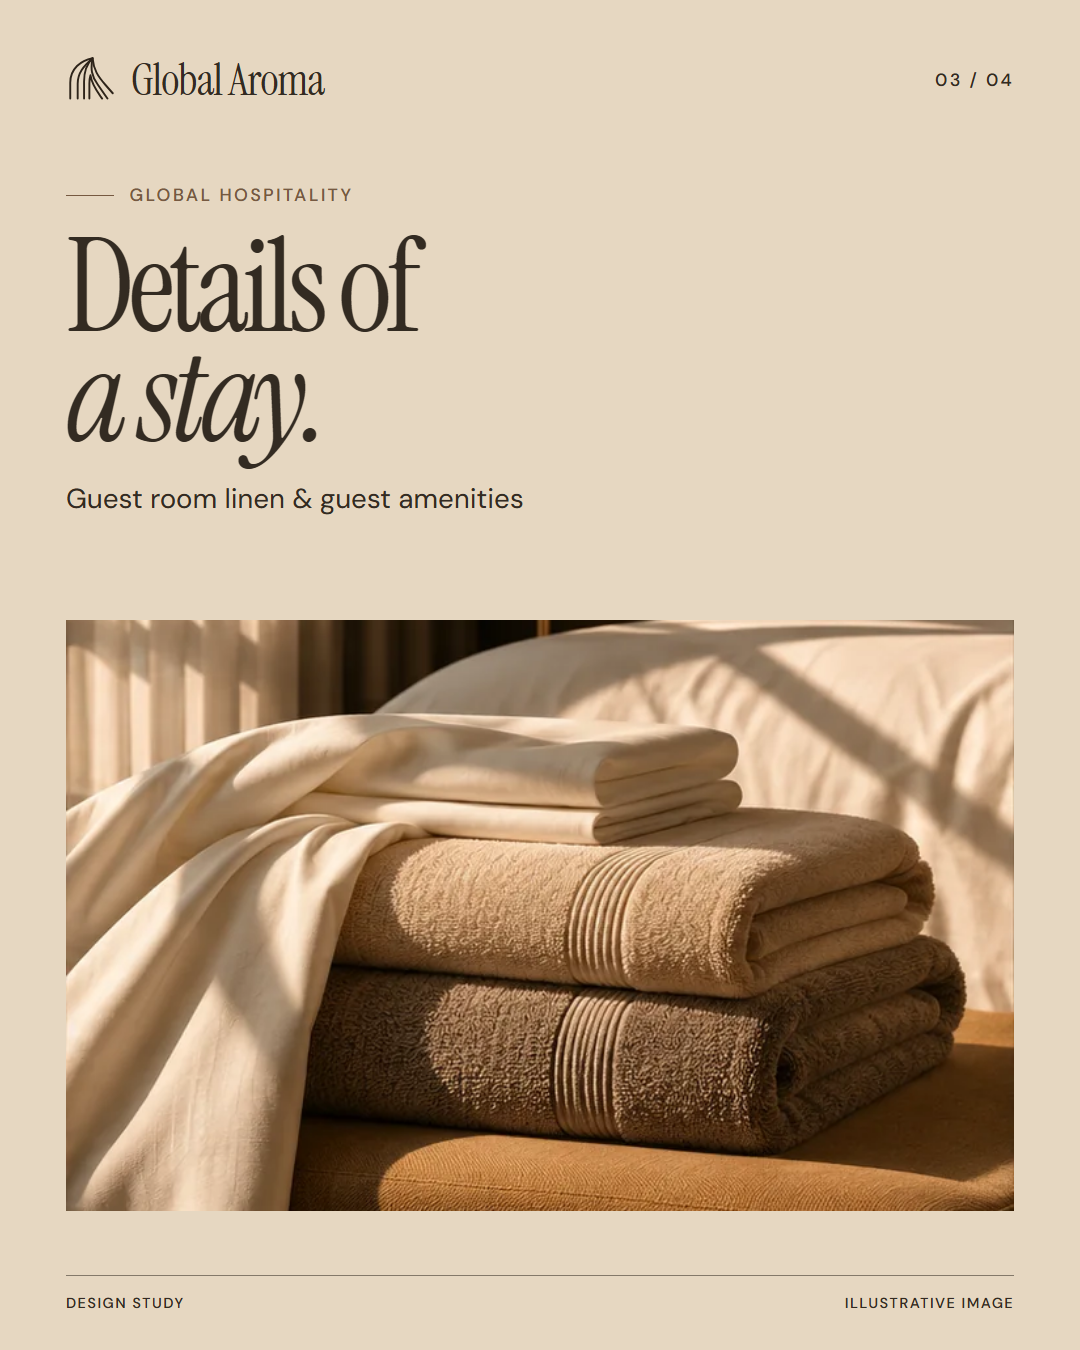 Global Aroma
03 / 04
GLOBAL HOSPITALITY
Details of
a stay.
Guest room linen & guest amenities
DESIGN STUDY
ILLUSTRATIVE IMAGE